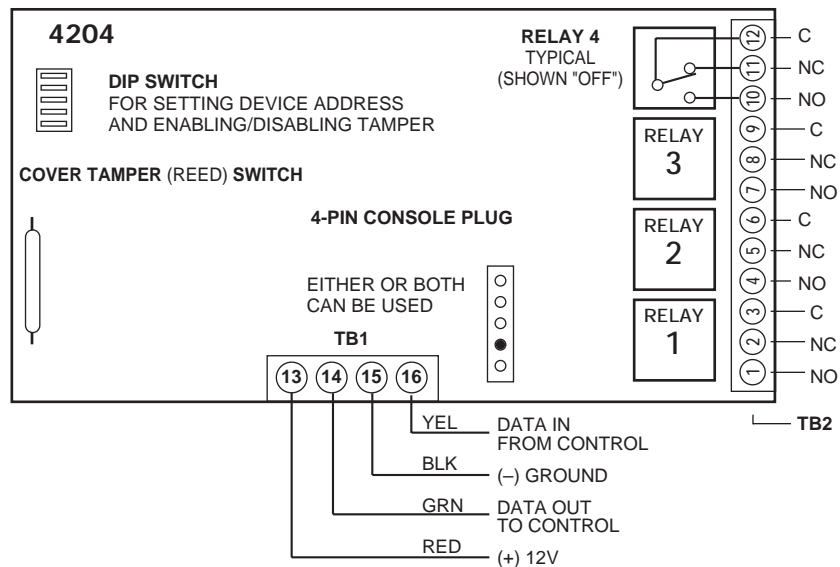 4204
DIP SWITCH
FOR SETTING DEVICE ADDRESS
AND ENABLING/DISABLING TAMPER
COVER TAMPER (REED) SWITCH
4-PIN CONSOLE PLUG
EITHER OR BOTH
CAN BE USED
TB1
13 14 15 16
RELAY 4
TYPICAL
(SHOWN "OFF")
RELAY
3
RELAY
2
RELAY
1
12 C
11 NC
10 NO
9 C
8 NC
7 NO
6 C
5 NC
4 NO
3 C
2 NC
1 NO
TB2
YEL DATA IN
FROM CONTROL
BLK (–) GROUND
GRN DATA OUT
TO CONTROL
RED (+) 12V